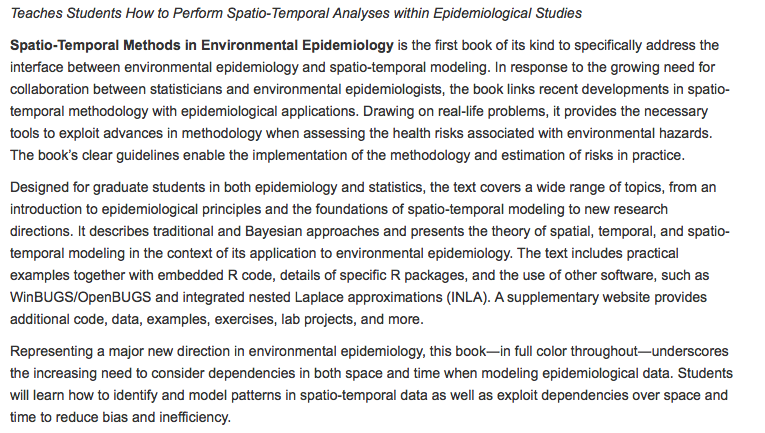 Teaches Students How to Perform Spatio-Temporal Analyses within Epidemiological Studies
Spatio-Temporal Methods in Environmental Epidemiology is the first book of its kind to specifically address the
interface between environmental epidemiology and spatio-temporal modeling. In response to the growing need for
collaboration between statisticians and environmental epidemiologists, the book links recent developments in spatio-
temporal methodology with epidemiological applications. Drawing on real-life problems, it provides the necessary
tools to exploit advances in methodology when assessing the health risks associated with environmental hazards.
The book's clear guidelines enable the implementation of the methodology and estimation of risks in practice.
Designed for graduate students in both epidemiology and statistics, the text covers a wide range of topics, from an
introduction to epidemiological principles and the foundations of spatio-temporal modeling to new research
directions. It describes traditional and Bayesian approaches and presents the theory of spatial, temporal, and spatio-
temporal modeling in the context of its application to environmental epidemiology. The text includes practical
examples together with embedded R code, details of specific R packages, and the use of other software, such as
WinBUGS/OpenBUGS and integrated nested Laplace approximations (INLA). A supplementary website provides
additional code, data, examples, exercises, lab projects, and more.
Representing a major new direction in environmental epidemiology, this book—in full color throughout—underscores
the increasing need to consider dependencies in both space and time when modeling epidemiological data. Students
will learn how to identify and model patterns in spatio-temporal data as well as exploit dependencies over space and
time to reduce bias and inefficiency.